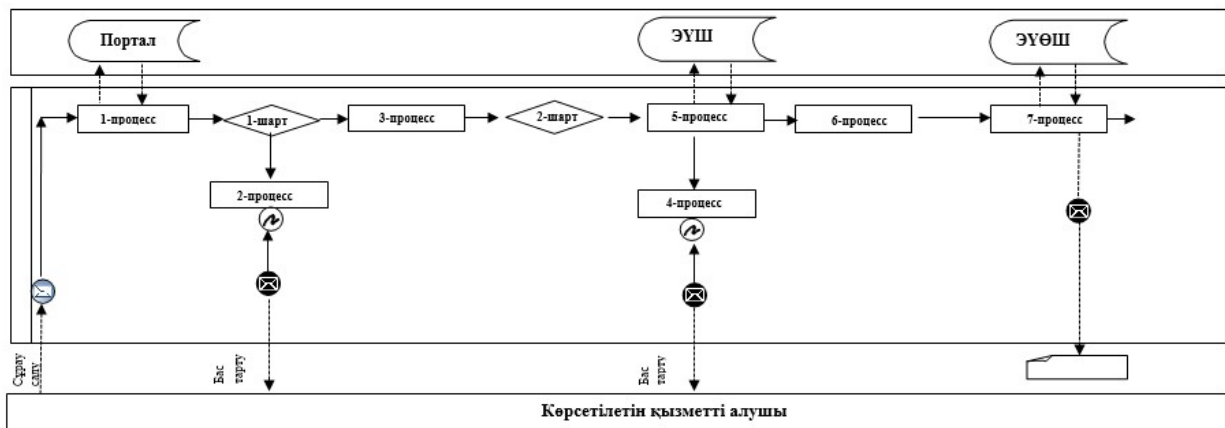 Портал
ЭҮШ
ЭҮӨШ
1-процесс
1-шарт
3-процесс
2-шарт
5-процесс
6-процесс
7-процесс
2-процесс
4-процесс
Сұрау
салу
Бас
тарту
Бас
тарту
Көрсетілетін қызметті алушы